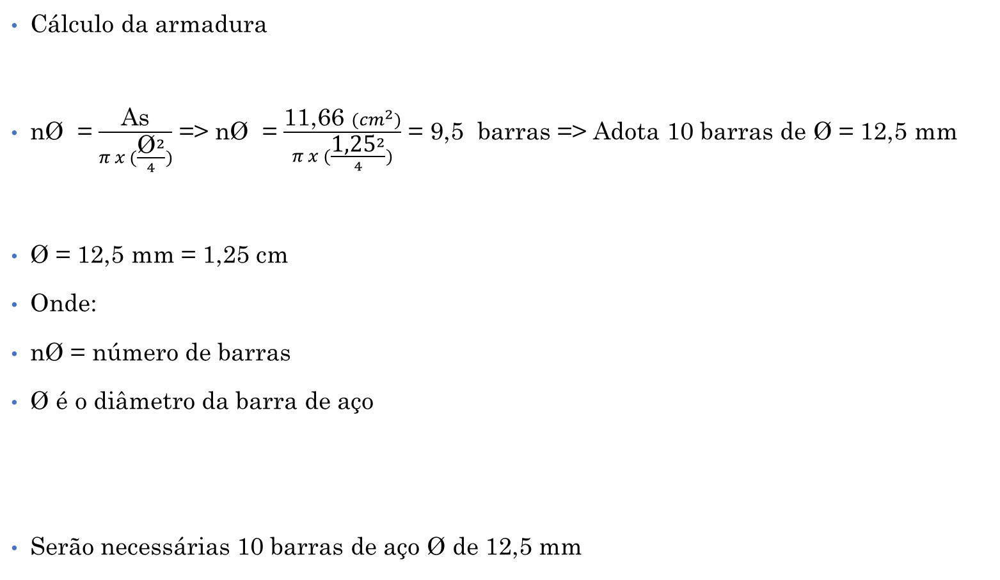 • Cálculo da armadura
• nØ = As / π x (Ø²/4) => nØ = 11,66 (cm²) / π x (1,25²/4) = 9,5 barras => Adota 10 barras de Ø = 12,5 mm
• Ø = 12,5 mm = 1,25 cm
• Onde:
• nØ = número de barras
• Ø é o diâmetro da barra de aço
• Serão necessárias 10 barras de aço Ø de 12,5 mm